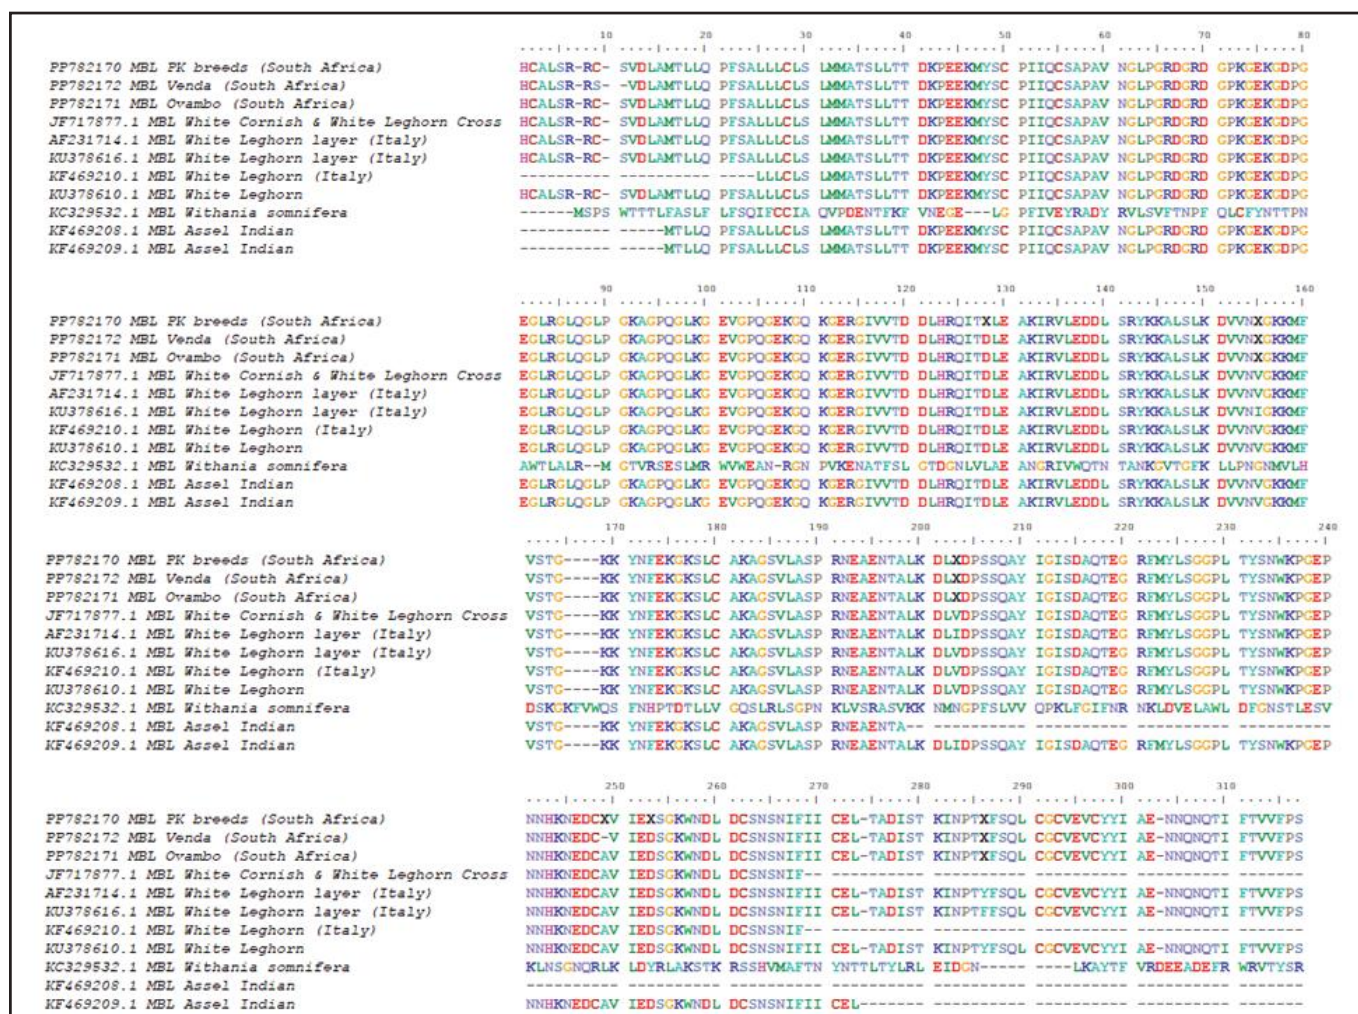 10 20 30 40 50 60 70 80
PP782170 MBL PK breeds (South Africa) HCALSR-RC- SVDLAMTLLQ PFSALLLCLS LMMATSLLTT DKPEEKMYSC PIIQCSAPAV NGLPGRDGRD GPKGEKGDPG
PP782172 MBL Venda (South Africa) HCALSR-RS- -VDLAMTLLQ PFSALLLCLS LMMATSLLTT DKPEEKMYSC PIIQCSAPAV NGLPGRDGRD GPKGEKGDPG
PP782171 MBL Ovambo (South Africa) HCALSR-RC- SVDLAMTLLQ PFSALLLCLS LMMATSLLTT DKPEEKMYSC PIIQCSAPAV NGLPGRDGRD GPKGEKGDPG
JF717877.1 MBL White Cornish & White Leghorn Cross HCALSR-RC- SVDLAMTLLQ PFSALLLCLS LMMATSLLTT DKPEEKMYSC PIIQCSAPAV NGLPGRDGRD GPKGEKGDPG
AF231714.1 MBL White Leghorn layer (Italy) HCALSR-RC- SVDLAMTLLQ PFSALLLCLS LMMATSLLTT DKPEEKMYSC PIIQCSAPAV NGLPGRDGRD GPKGEKGDPG
KU378616.1 MBL White Leghorn layer (Italy) HCALSR-RC- SVDLAMTLLQ PFSALLLCLS LMMATSLLTT DKPEEKMYSC PIIQCSAPAV NGLPGRDGRD GPKGEKGDPG
KF469210.1 MBL White Leghorn (Italy) ---------- ---------- ----LLLCLS LMMATSLLTT DKPEEKMYSC PIIQCSAPAV NGLPGRDGRD GPKGEKGDPG
KU378610.1 MBL White Leghorn HCALSR-RC- SVDLAMTLLQ PFSALLLCLS LMMATSLLTT DKPEEKMYSC PIIQCSAPAV NGLPGRDGRD GPKGEKGDPG
KC329532.1 MBL Withania somnifera ------MSPS WTTTLFASLF LFSQIFCCIA QVPDENTFKF VNEGE---LG PFIVEYRADY RVLSVFTNPF QLCFYNTTPN
KF469208.1 MBL Assel Indian ---------- -----MTLLQ PFSALLLCLS LMMATSLLTT DKPEEKMYSC PIIQCSAPAV NGLPGRDGRD GPKGEKGDPG
KF469209.1 MBL Assel Indian ---------- -----MTLLQ PFSALLLCLS LMMATSLLTT DKPEEKMYSC PIIQCSAPAV NGLPGRDGRD GPKGEKGDPG
90 100 110 120 130 140 150 160
PP782170 MBL PK breeds (South Africa) EGLRGLQGLP GKAGPQGLKG EVGPQGEKGQ KGERGIVVTD DLHRQITXLE AKIRVLEDDL SRYKKALSLK DVVNXGKKMF
PP782172 MBL Venda (South Africa) EGLRGLQGLP GKAGPQGLKG EVGPQGEKGQ KGERGIVVTD DLHRQITDLE AKIRVLEDDL SRYKKALSLK DVVNXGKKMF
PP782171 MBL Ovambo (South Africa) EGLRGLQGLP GKAGPQGLKG EVGPQGEKGQ KGERGIVVTD DLHRQITDLE AKIRVLEDDL SRYKKALSLK DVVNXGKKMF
JF717877.1 MBL White Cornish & White Leghorn Cross EGLRGLQGLP GKAGPQGLKG EVGPQGEKGQ KGERGIVVTD DLHRQITDLE AKIRVLEDDL SRYKKALSLK DVVNVGKKMF
AF231714.1 MBL White Leghorn layer (Italy) EGLRGLQGLP GKAGPQGLKG EVGPQGEKGQ KGERGIVVTD DLHRQITDLE AKIRVLEDDL SRYKKALSLK DVVNVGKKMF
KU378616.1 MBL White Leghorn layer (Italy) EGLRGLQGLP GKAGPQGLKG EVGPQGEKGQ KGERGIVVTD DLHRQITDLE AKIRVLEDDL SRYKKALSLK DVVNIGKKMF
KF469210.1 MBL White Leghorn (Italy) EGLRGLQGLP GKAGPQGLKG EVGPQGEKGQ KGERGIVVTD DLHRQITDLE AKIRVLEDDL SRYKKALSLK DVVNVGKKMF
KU378610.1 MBL White Leghorn EGLRGLQGLP GKAGPQGLKG EVGPQGEKGQ KGERGIVVTD DLHRQITDLE AKIRVLEDDL SRYKKALSLK DVVNVGKKMF
KC329532.1 MBL Withania somnifera AWTLALR--M GTVRSESLMR WVWEAN-RGN PVKENATFSL GTDGNLVLAE ANGRIVWQTN TANKGVTGFK LLPNGNMVLH
KF469208.1 MBL Assel Indian EGLRGLQGLP GKAGPQGLKG EVGPQGEKGQ KGERGIVVTD DLHRQITDLE AKIRVLEDDL SRYKKALSLK DVVNVGKKMF
KF469209.1 MBL Assel Indian EGLRGLQGLP GKAGPQGLKG EVGPQGEKGQ KGERGIVVTD DLHRQITDLE AKIRVLEDDL SRYKKALSLK DVVNVGKKMF
170 180 190 200 210 220 230 240
PP782170 MBL PK breeds (South Africa) VSTG----KK YNFEKGKSLC AKAGSVLASP RNEAENTALK DLXDPSSQAY IGISDAQTEG RFMYLSGGPL TYSNWKPGEP
PP782172 MBL Venda (South Africa) VSTG----KK YNFEKGKSLC AKAGSVLASP RNEAENTALK DLXDPSSQAY IGISDAQTEG RFMYLSGGPL TYSNWKPGEP
PP782171 MBL Ovambo (South Africa) VSTG----KK YNFEKGKSLC AKAGSVLASP RNEAENTALK DLXDPSSQAY IGISDAQTEG RFMYLSGGPL TYSNWKPGEP
JF717877.1 MBL White Cornish & White Leghorn Cross VSTG----KK YNFEKGKSLC AKAGSVLASP RNEAENTALK DLVDPSSQAY IGISDAQTEG RFMYLSGGPL TYSNWKPGEP
AF231714.1 MBL White Leghorn layer (Italy) VSTG----KK YNFEKGKSLC AKAGSVLASP RNEAENTALK DLIDPSSQAY IGISDAQTEG RFMYLSGGPL TYSNWKPGEP
KU378616.1 MBL White Leghorn layer (Italy) VSTG----KK YNFEKGKSLC AKAGSVLASP RNEAENTALK DLVDPSSQAY IGISDAQTEG RFMYLSGGPL TYSNWKPGEP
KF469210.1 MBL White Leghorn (Italy) VSTG----KK YNFEKGKSLC AKAGSVLASP RNEAENTALK DLVDPSSQAY IGISDAQTEG RFMYLSGGPL TYSNWKPGEP
KU378610.1 MBL White Leghorn VSTG----KK YNFEKGKSLC AKAGSVLASP RNEAENTALK DLIDPSSQAY IGISDAQTEG RFMYLSGGPL TYSNWKPGEP
KC329532.1 MBL Withania somnifera DSKGKFVWQS FNHPTDTLLV GQSLRLSGPN KLVSRASVKK NMNGPFSLVV QPKLFGIFNR NKLDVELAWL DFGNSTLESV
KF469208.1 MBL Assel Indian VSTG----KK YNFEKGKSLC AKAGSVLASP RNEAENTA-- ---------- ---------- ---------- ----------
KF469209.1 MBL Assel Indian VSTG----KK YNFEKGKSLC AKAGSVLASP RNEAENTALK DLIDPSSQAY IGISDAQTEG RFMYLSGGPL TYSNWKPGEP
250 260 270 280 290 300 310
PP782170 MBL PK breeds (South Africa) NNHKNEDCXV IEXSGKWNDL DCSNSNIFII CEL-TADIST KINPTXFSQL CGCVEVCYYI AE-NNQNQTI FTVVFPS
PP782172 MBL Venda (South Africa) NNHKNEDC-V IEDSGKWNDL DCSNSNIFII CEL-TADIST KINPTXFSQL CGCVEVCYYI AE-NNQNQTI FTVVFPS
PP782171 MBL Ovambo (South Africa) NNHKNEDCAV IEDSGKWNDL DCSNSNIFII CEL-TADIST KINPTXFSQL CGCVEVCYYI AE-NNQNQTI FTVVFPS
JF717877.1 MBL White Cornish & White Leghorn Cross NNHKNEDCAV IEDSGKWNDL DCSNSNIF-- ---------- ---------- ---------- ---------- -------
AF231714.1 MBL White Leghorn layer (Italy) NNHKNEDCAV IEDSGKWNDL DCSNSNIFII CEL-TADIST KINPTYFSQL CGCVEVCYYI AE-NNQNQTI FTVVFPS
KU378616.1 MBL White Leghorn layer (Italy) NNHKNEDCAV IEDSGKWNDL DCSNSNIFII CEL-TADIST KINPTFFSQL CGCVEVCYYI AE-NNQNQTI FTVVFPS
KF469210.1 MBL White Leghorn (Italy) NNHKNEDCAV IEDSGKWNDL DCSNSNIF-- ---------- ---------- ---------- ---------- -------
KU378610.1 MBL White Leghorn NNHKNEDCAV IEDSGKWNDL DCSNSNIFII CEL-TADIST KINPTYFSQL CGCVEVCYYI AE-NNQNQTI FTVVFPS
KC329532.1 MBL Withania somnifera KLNSGNQRLK LDYRLAKSTK RSSHVMAFTN YNTTLTYLRL EIDGN----- -----LKAYTF VRDEEADEFR WRVTYSR
KF469208.1 MBL Assel Indian ---------- ---------- ---------- ---------- ---------- ---------- ---------- -------
KF469209.1 MBL Assel Indian NNHKNEDCAV IEDSGKWNDL DCSNSNIFII CEL------- ---------- ---------- ---------- -------